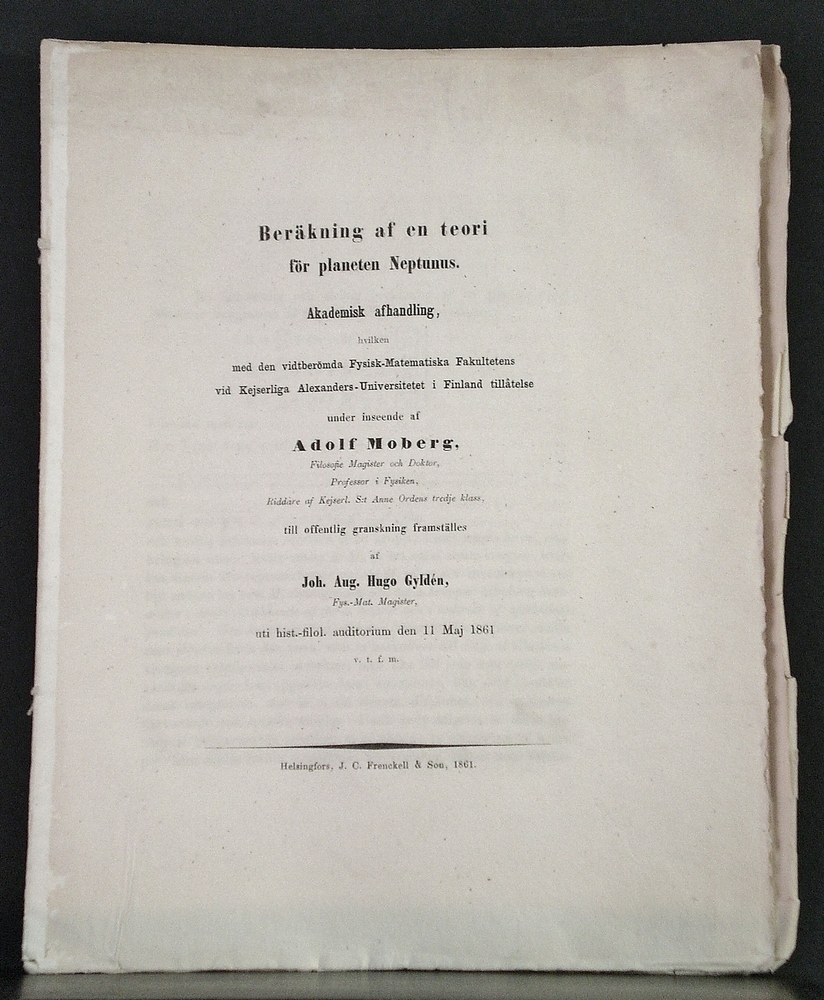 Beräkning af en teori
för planeten Neptunus.
Akademisk afhandling,
hvilken
med den vidtberömda Fysisk-Matematiska Fakultetens
vid Kejserliga Alexanders-Universitetet i Finland tillåtelse
under inseende af
Adolf Moberg,
Filosofie Magister och Doktor,
Professor i Fysiken,
Riddare af Kejserl. S:t Anne Ordens tredje klass,
till offentlig granskning framställes
af
Joh. Aug. Hugo Gyldén,
Fys.-Mat. Magister,
uti hist.-filol. auditorium den 11 Maj 1861
v. t. f. m.
Helsingfors, J. C. Frenckell & Son, 1861.